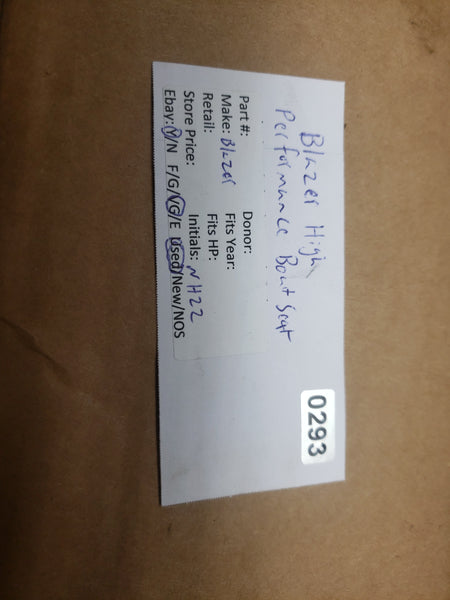 Blazer High
Performance Boat Seat
0293
Part #: Donor:
Make: Blazer Fits Year:
Retail: Fits HP:
Store Price: Initials: NH22
Ebay: Y/N F/G/VG/E Used/New/NOS